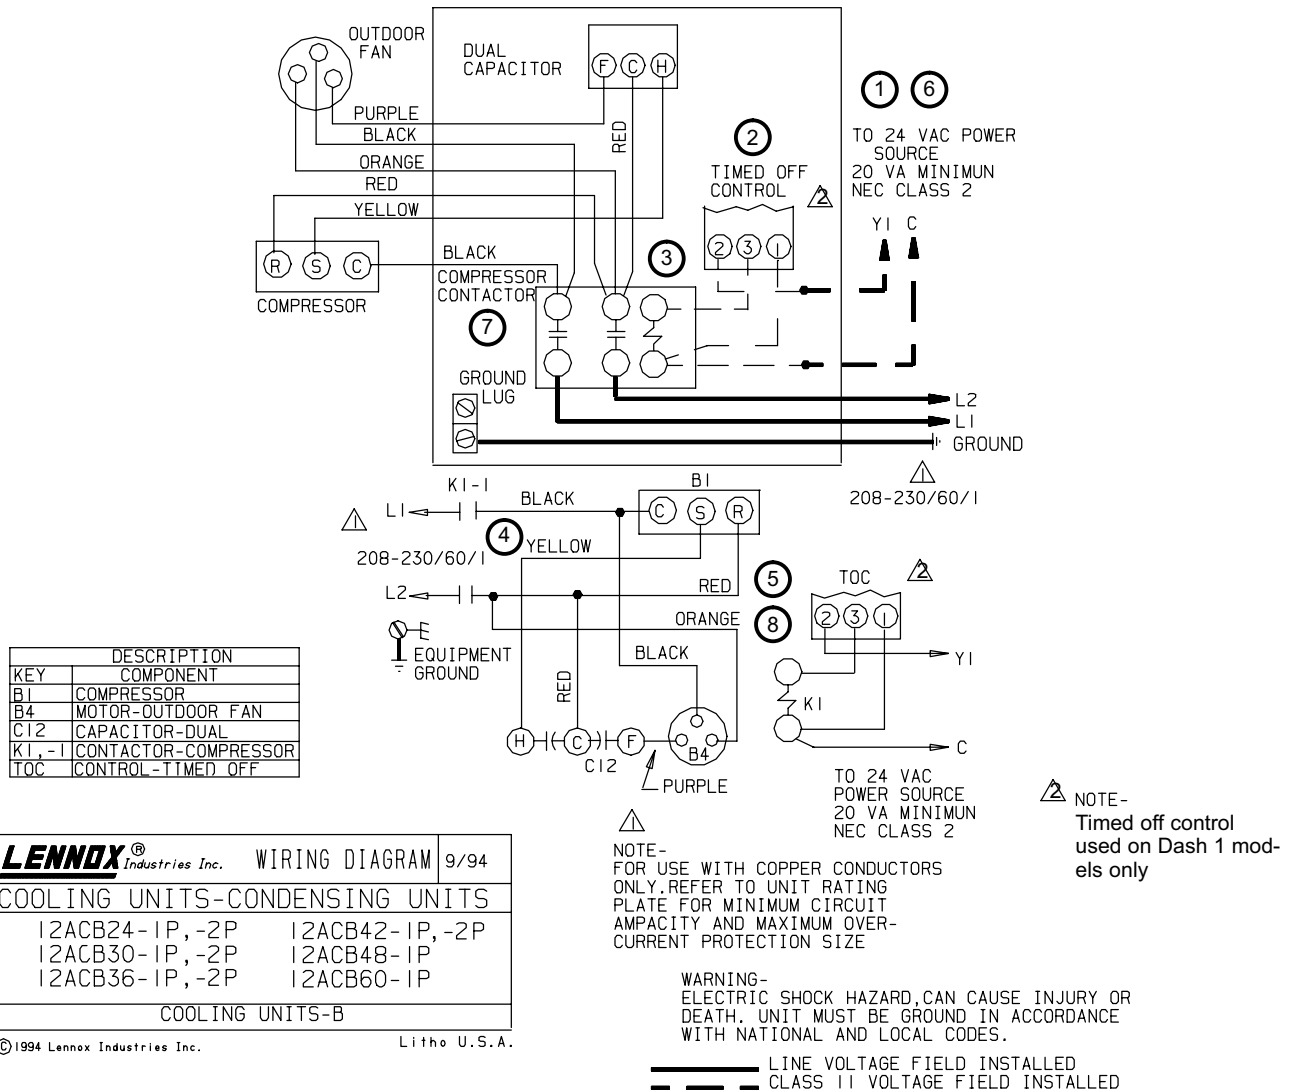 OUTDOOR
FAN
DUAL
CAPACITOR
F C H
PURPLE
BLACK
ORANGE
RED
YELLOW
RED
1 6
TO 24 VAC POWER
SOURCE
20 VA MINIMUN
NEC CLASS 2
Y1 C
2
TIMED OFF
CONTROL
2
2 3 1
3
R S C
COMPRESSOR
BLACK
COMPRESSOR
CONTACTOR
7
GROUND
LUG
L2
L1
GROUND
1
208-230/60/1
K1-1
B1
1
L1
BLACK
C S R
208-230/60/1
4
YELLOW
L2
RED
5
TOC
2
ORANGE
8
2 3 1
EQUIPMENT
GROUND
BLACK
RED
Y1
K1
C
H C F
C12
B4
PURPLE
TO 24 VAC
POWER SOURCE
20 VA MINIMUN
NEC CLASS 2
DESCRIPTION
KEY COMPONENT
B1 COMPRESSOR
B4 MOTOR-OUTDOOR FAN
C12 CAPACITOR-DUAL
K1,-1 CONTACTOR-COMPRESSOR
TOC CONTROL-TIMED OFF
2 NOTE-
Timed off control
used on Dash 1 mod-
els only
1
NOTE-
FOR USE WITH COPPER CONDUCTORS
ONLY.REFER TO UNIT RATING
PLATE FOR MINIMUM CIRCUIT
AMPACITY AND MAXIMUM OVER-
CURRENT PROTECTION SIZE
LENNOX ® Industries Inc. WIRING DIAGRAM 9/94
COOLING UNITS-CONDENSING UNITS
12ACB24-1P,-2P 12ACB42-1P,-2P
12ACB30-1P,-2P 12ACB48-1P
12ACB36-1P,-2P 12ACB60-1P
COOLING UNITS-B
©1994 Lennox Industries Inc. Litho U.S.A.
WARNING-
ELECTRIC SHOCK HAZARD,CAN CAUSE INJURY OR
DEATH. UNIT MUST BE GROUND IN ACCORDANCE
WITH NATIONAL AND LOCAL CODES.
LINE VOLTAGE FIELD INSTALLED
CLASS II VOLTAGE FIELD INSTALLED